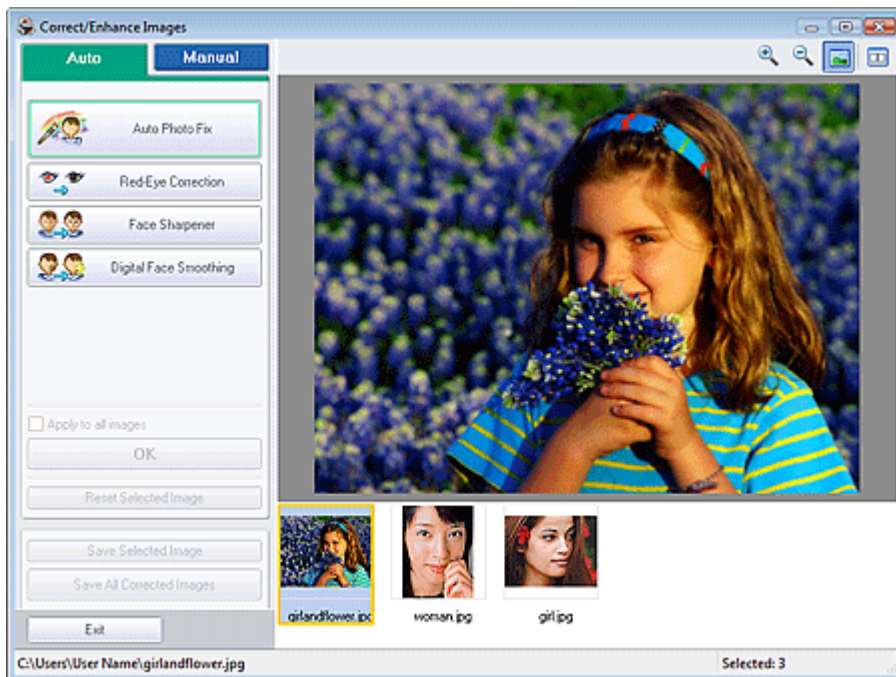 Correct/Enhance Images
Auto
Manual
Auto Photo Fix
Red-Eye Correction
Face Sharpener
Digital Face Smoothing
Apply to all images
OK
Reset Selected Image
Save Selected Image
Save All Corrected Images
Exit
girlandflower.jpg
woman.jpg
girl.jpg
C:\Users\User Name\girlandflower.jpg
Selected: 3